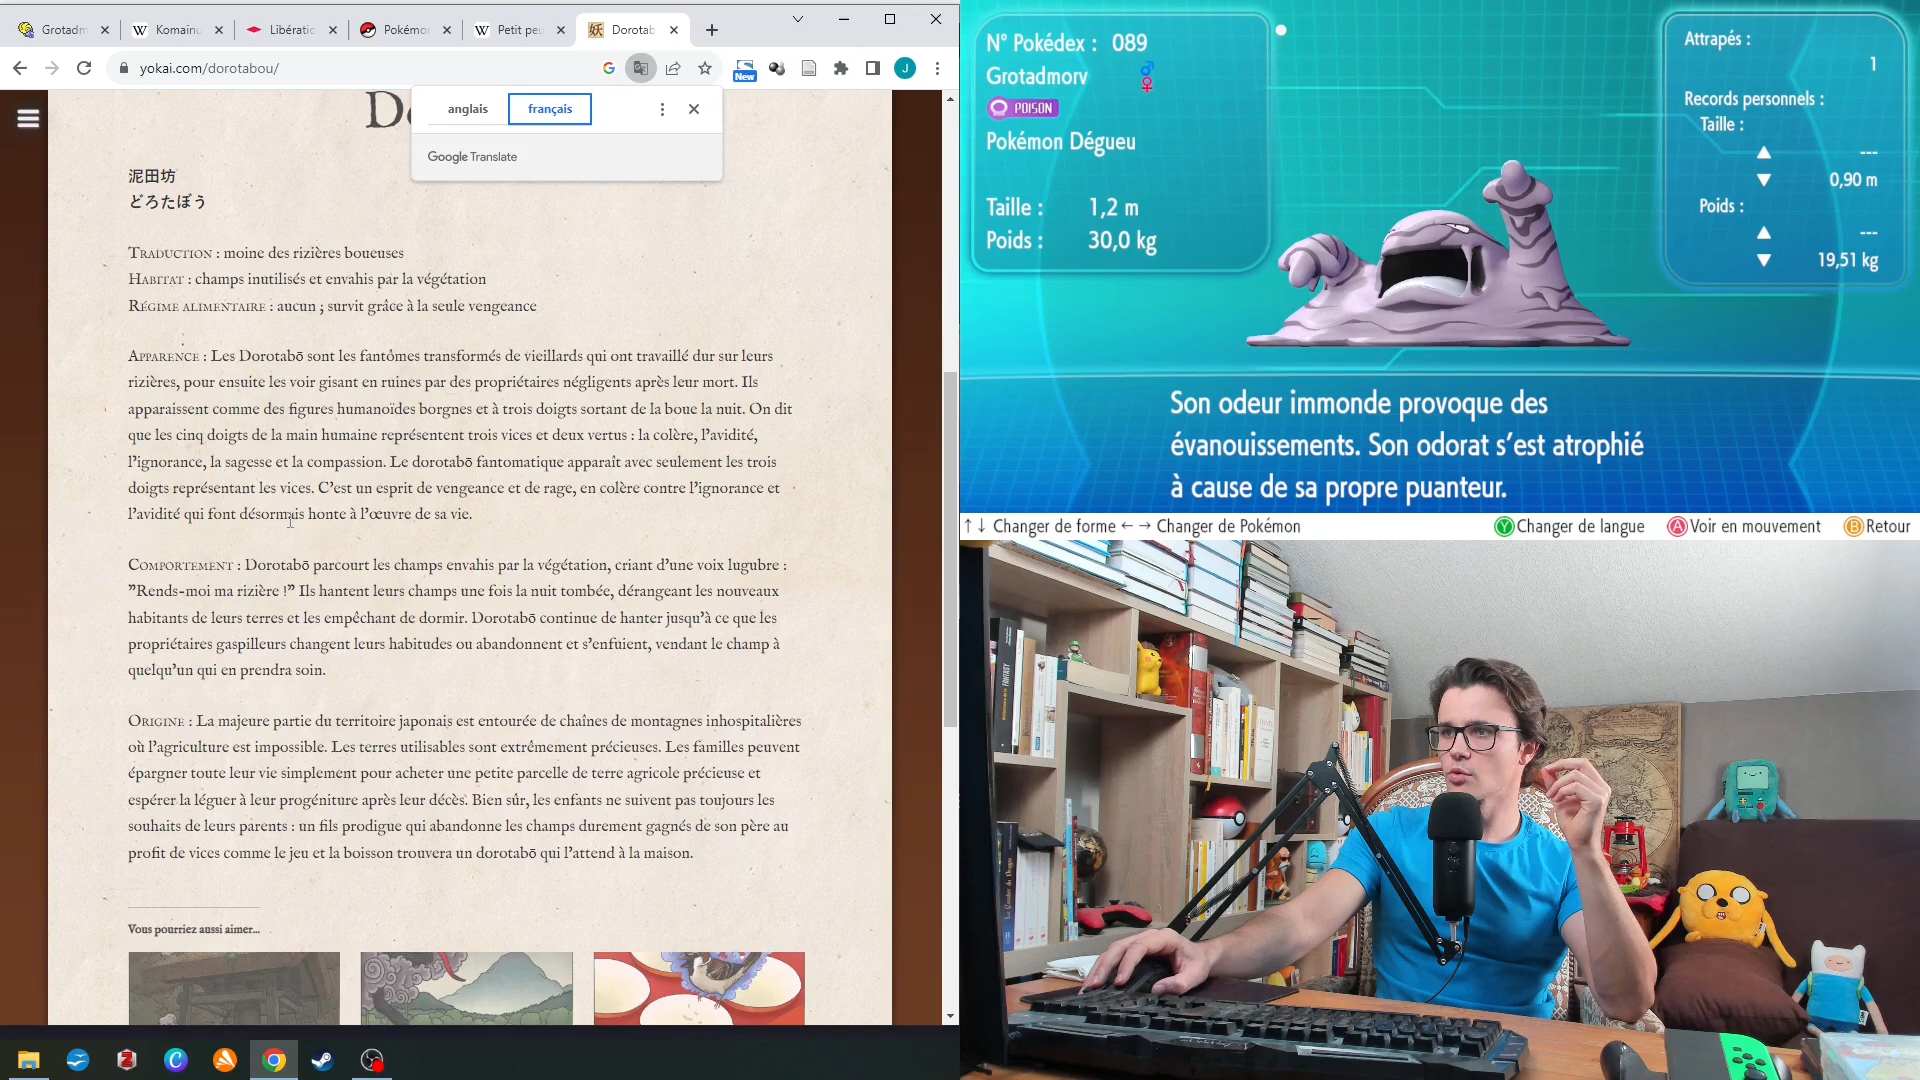 Grotadm
Komainu
Libératic
Pokémo
Petit peu
Dorotab
yokai.com/dorotabou/
New
J
anglais
français
Google Translate
Do
泥田坊
どろたぼう
Traduction : moine des rizières boueuses
Habitat : champs inutilisés et envahis par la végétation
Régime alimentaire : aucun ; survit grâce à la seule vengeance
Apparence : Les Dorotabō sont les fantômes transformés de vieillards qui ont travaillé dur sur leurs
rizières, pour ensuite les voir gisant en ruines par des propriétaires négligents après leur mort. Ils
apparaissent comme des figures humanoïdes borgnes et à trois doigts sortant de la boue la nuit. On dit
que les cinq doigts de la main humaine représentent trois vices et deux vertus : la colère, l'avidité,
l'ignorance, la sagesse et la compassion. Le dorotabō fantomatique apparaît avec seulement les trois
doigts représentant les vices. C'est un esprit de vengeance et de rage, en colère contre l'ignorance et
l'avidité qui font désormais honte à l'œuvre de sa vie.
Comportement : Dorotabō parcourt les champs envahis par la végétation, criant d'une voix lugubre :
"Rends-moi ma rizière !" Ils hantent leurs champs une fois la nuit tombée, dérangeant les nouveaux
habitants de leurs terres et les empêchant de dormir. Dorotabō continue de hanter jusqu'à ce que les
propriétaires gaspilleurs changent leurs habitudes ou abandonnent et s'enfuient, vendant le champ à
quelqu'un qui en prendra soin.
Origine : La majeure partie du territoire japonais est entourée de chaînes de montagnes inhospitalières
où l'agriculture est impossible. Les terres utilisables sont extrêmement précieuses. Les familles peuvent
épargner toute leur vie simplement pour acheter une petite parcelle de terre agricole précieuse et
espérer la léguer à leur progéniture après leur décès. Bien sûr, les enfants ne suivent pas toujours les
souhaits de leurs parents : un fils prodigue qui abandonne les champs durement gagnés de son père au
profit de vices comme le jeu et la boisson trouvera un dorotabō qui l'attend à la maison.
Vous pourriez aussi aimer...
N° Pokédex : 089
Grotadmorv
POISON
Pokémon Dégueu
Taille : 1,2 m
Poids : 30,0 kg
Attrapés :
1
Records personnels :
Taille :
---
0,90 m
Poids :
---
19,51 kg
Son odeur immonde provoque des
évanouissements. Son odorat s'est atrophié
à cause de sa propre puanteur.
Changer de forme Changer de Pokémon Y Changer de langue A Voir en mouvement B Retour